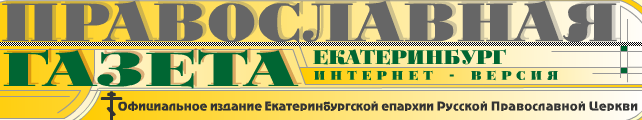 ПРАВОСЛАВНАЯ
ГАЗЕТА
ЕКАТЕРИНБУРГ
ИНТЕРНЕТ - ВЕРСИЯ
Официальное издание Екатеринбургской епархии Русской Православной Церкви